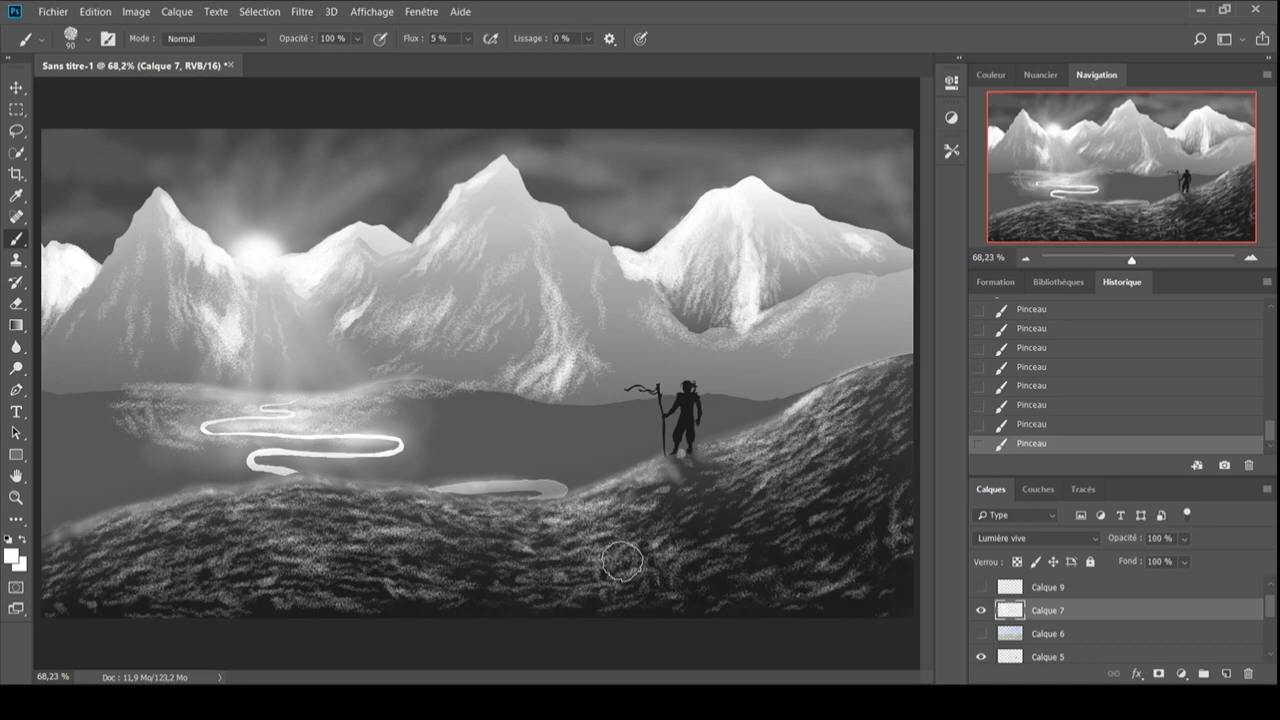 Ps Fichier Edition Image Calque Texte Sélection Filtre 3D Affichage Fenêtre Aide
90 Mode : Normal Opacité : 100 % Flux : 5 % Lissage : 0 %
Sans titre-1 @ 68,2% (Calque 7, RVB/16) *
Couleur Nuancier Navigation
68,23 %
Formation Bibliothèques Historique
Pinceau
Pinceau
Pinceau
Pinceau
Pinceau
Pinceau
Pinceau
Pinceau
Calques Couches Tracés
Type
Lumière vive Opacité : 100 %
Verrou : Fond : 100 %
Calque 9
Calque 7
Calque 6
Calque 5
fx
68,23 % Doc : 11,9 Mo/123,2 Mo